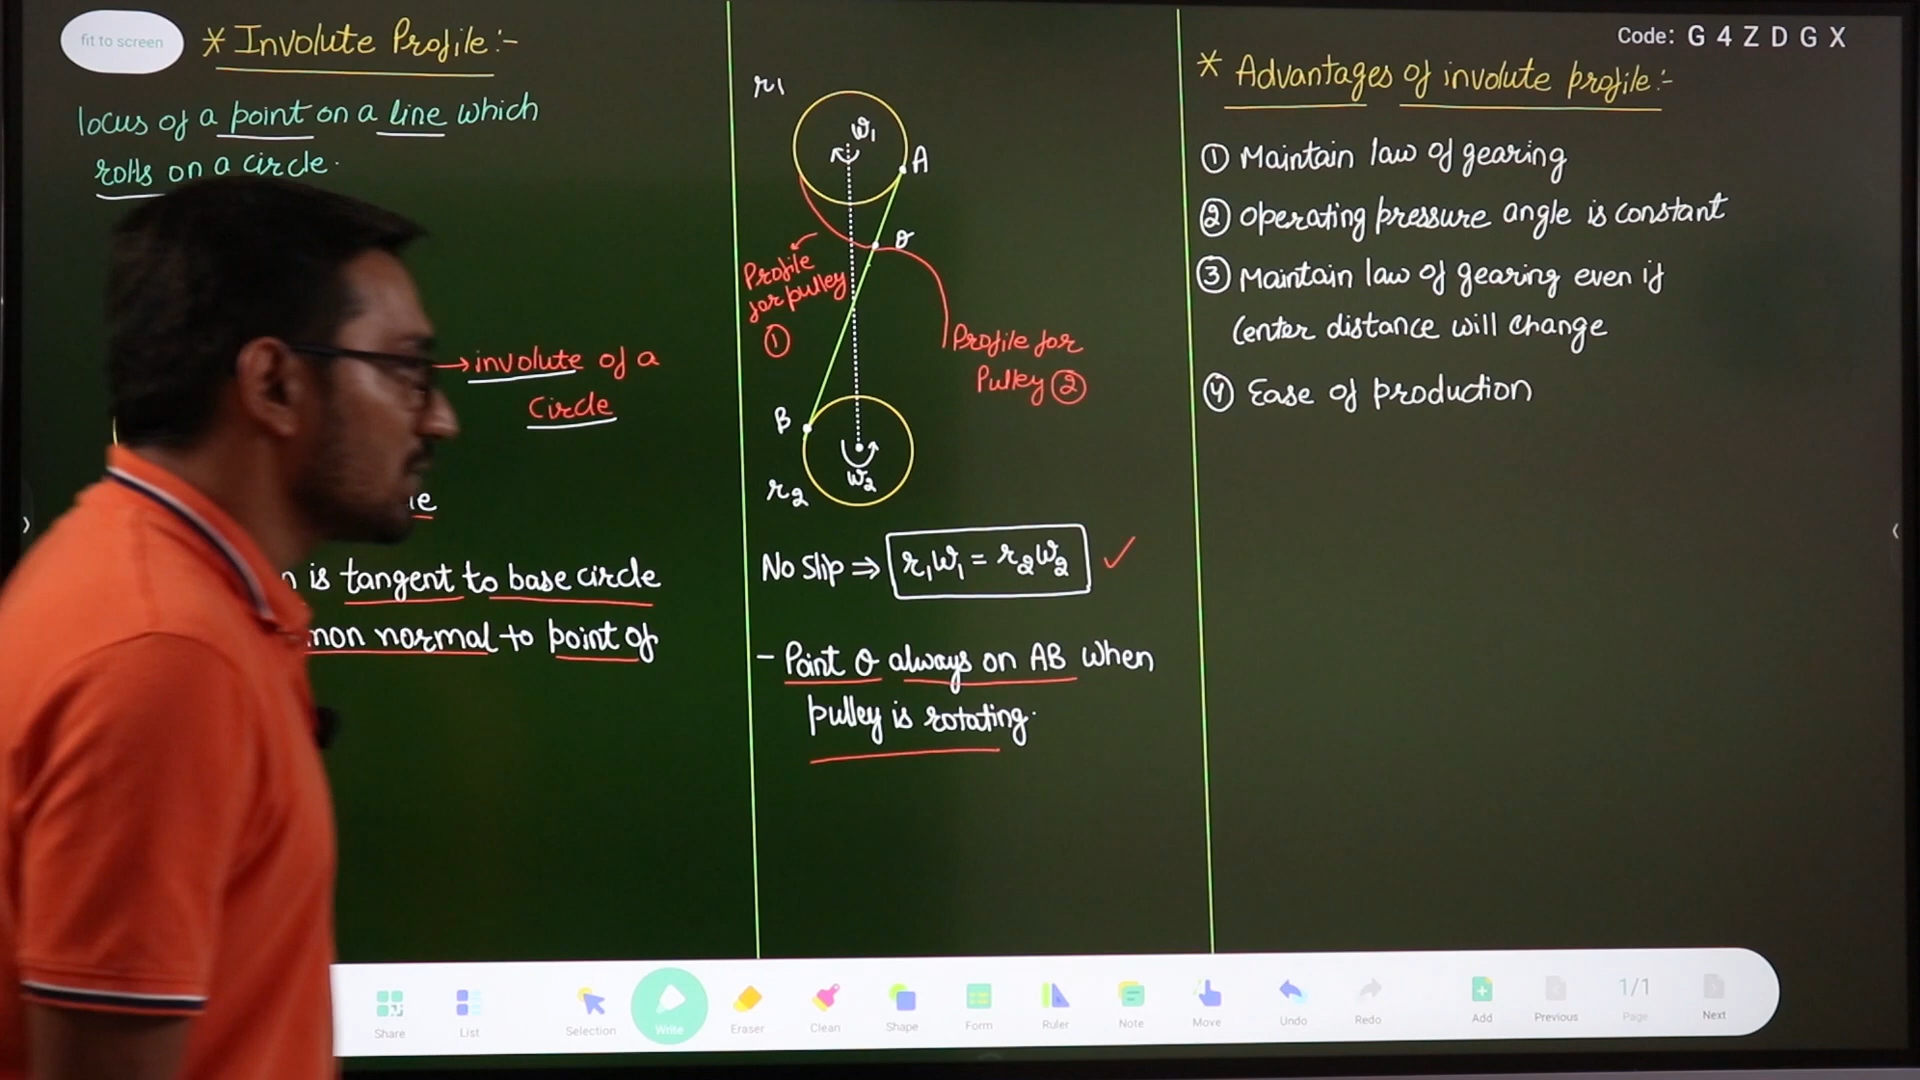 fit to screen
* Involute Profile :-
locus of a point on a line which
rolls on a circle.
→ involute of a
Circle
is tangent to base circle
normal to point of
r1
ω1
A
O
Profile
for pulley
①
Profile for
Pulley ②
B
ω2
r2
No Slip ⇒ r1ω1 = r2ω2 ✓
- Point O always on AB when
pulley is rotating.
Code: G4ZDGX
* Advantages of involute profile :-
① Maintain law of gearing
② Operating pressure angle is constant
③ Maintain law of gearing even if
Center distance will change
④ Ease of production
Share
List
Selection
Write
Eraser
Clean
Shape
Form
Ruler
Note
Move
Undo
Redo
Add
Previous
1/1
Page
Next